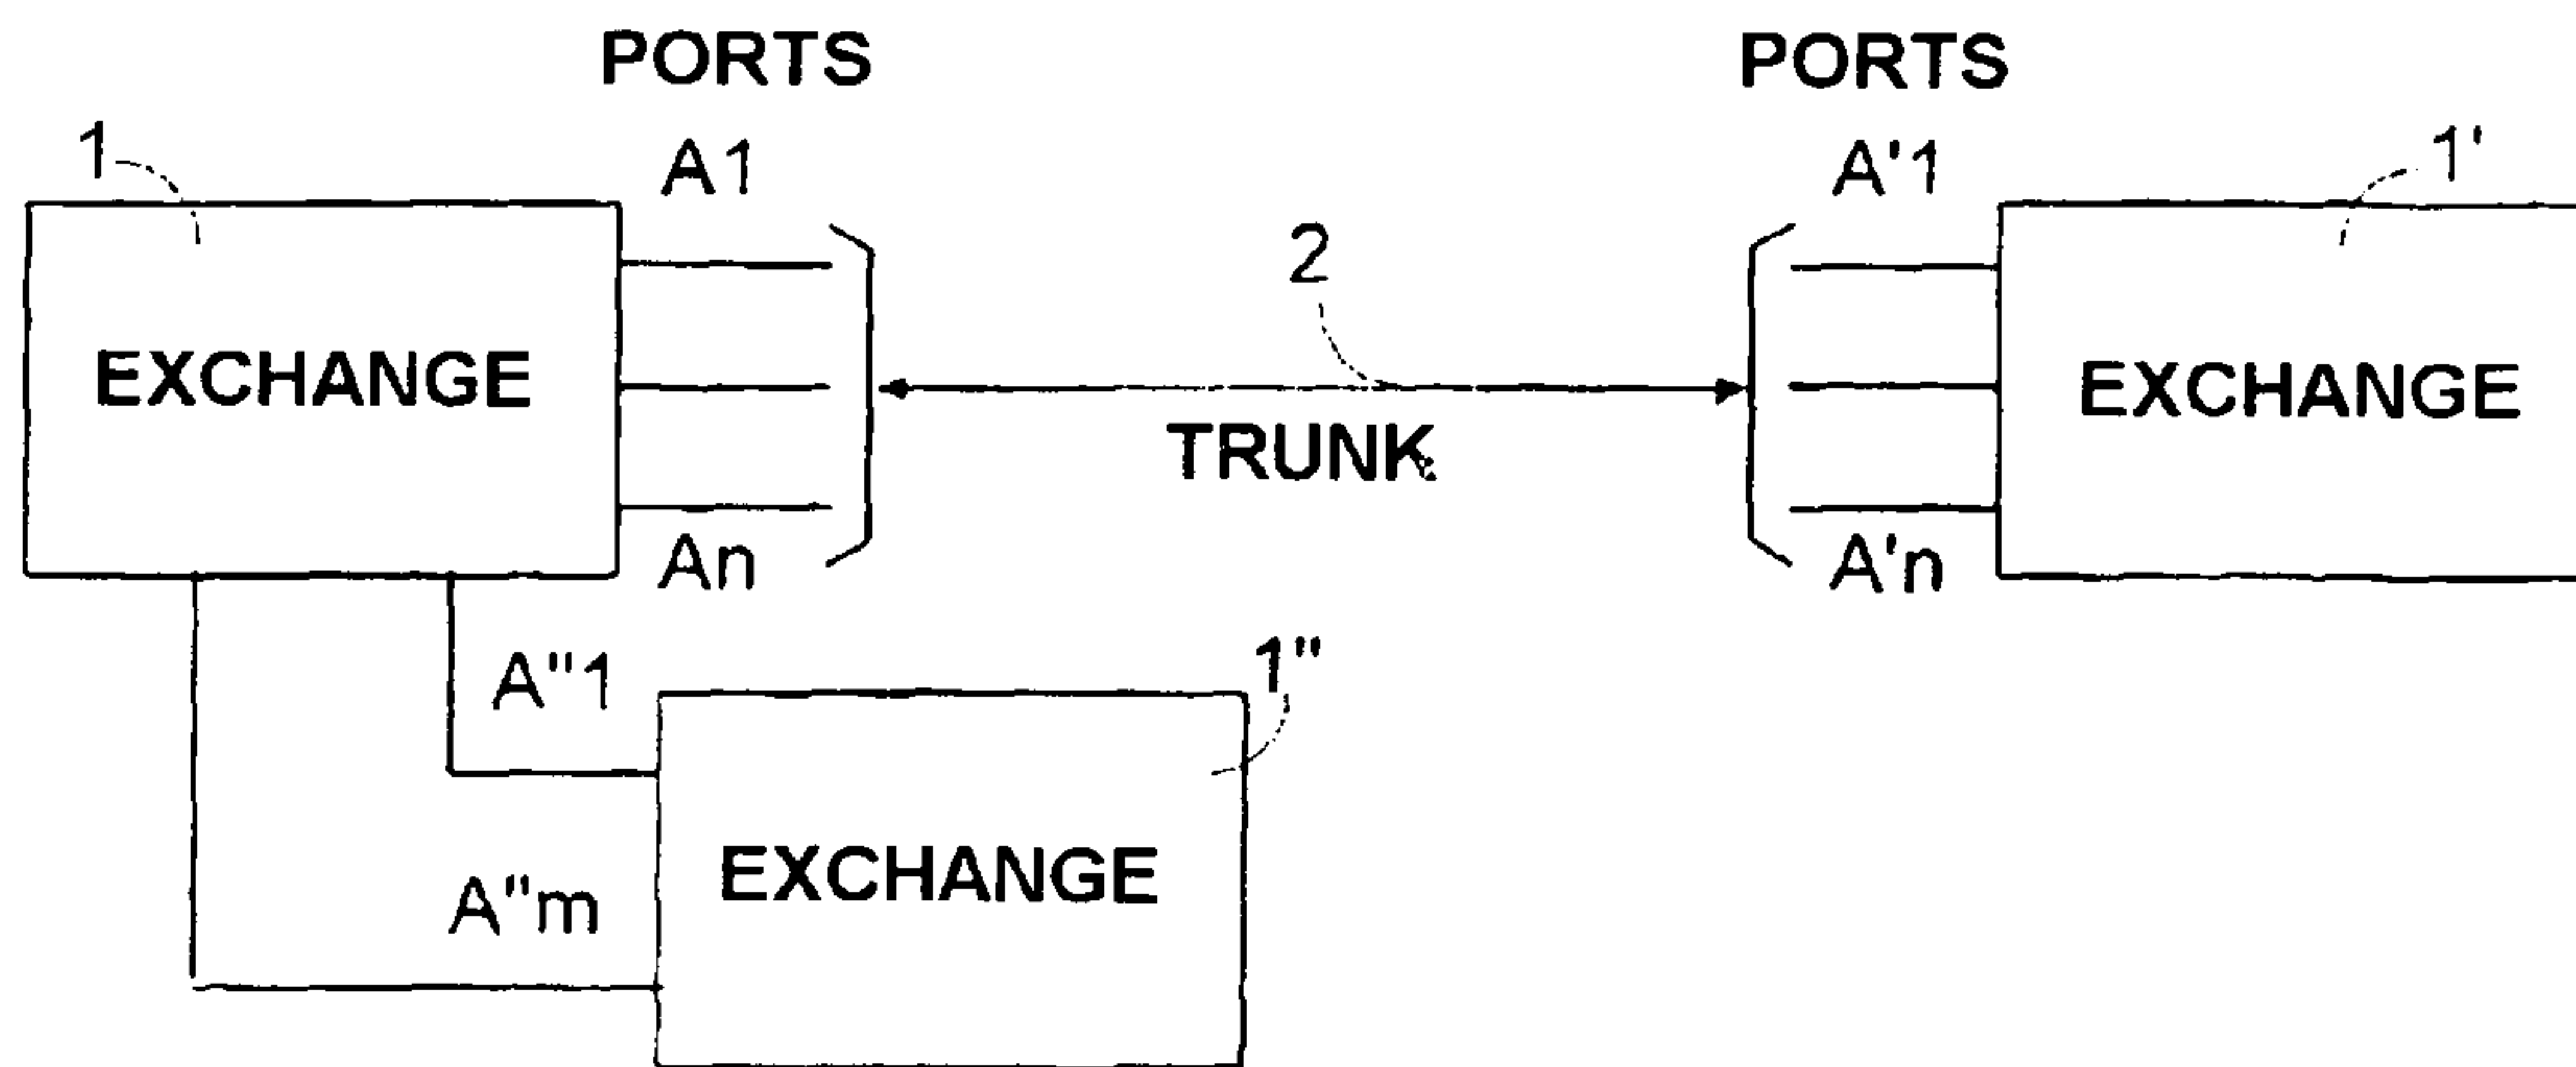 PORTS
PORTS
1
A1
A'1
1'
2
EXCHANGE
EXCHANGE
TRUNK
An
A'n
A"1
1"
A"m
EXCHANGE